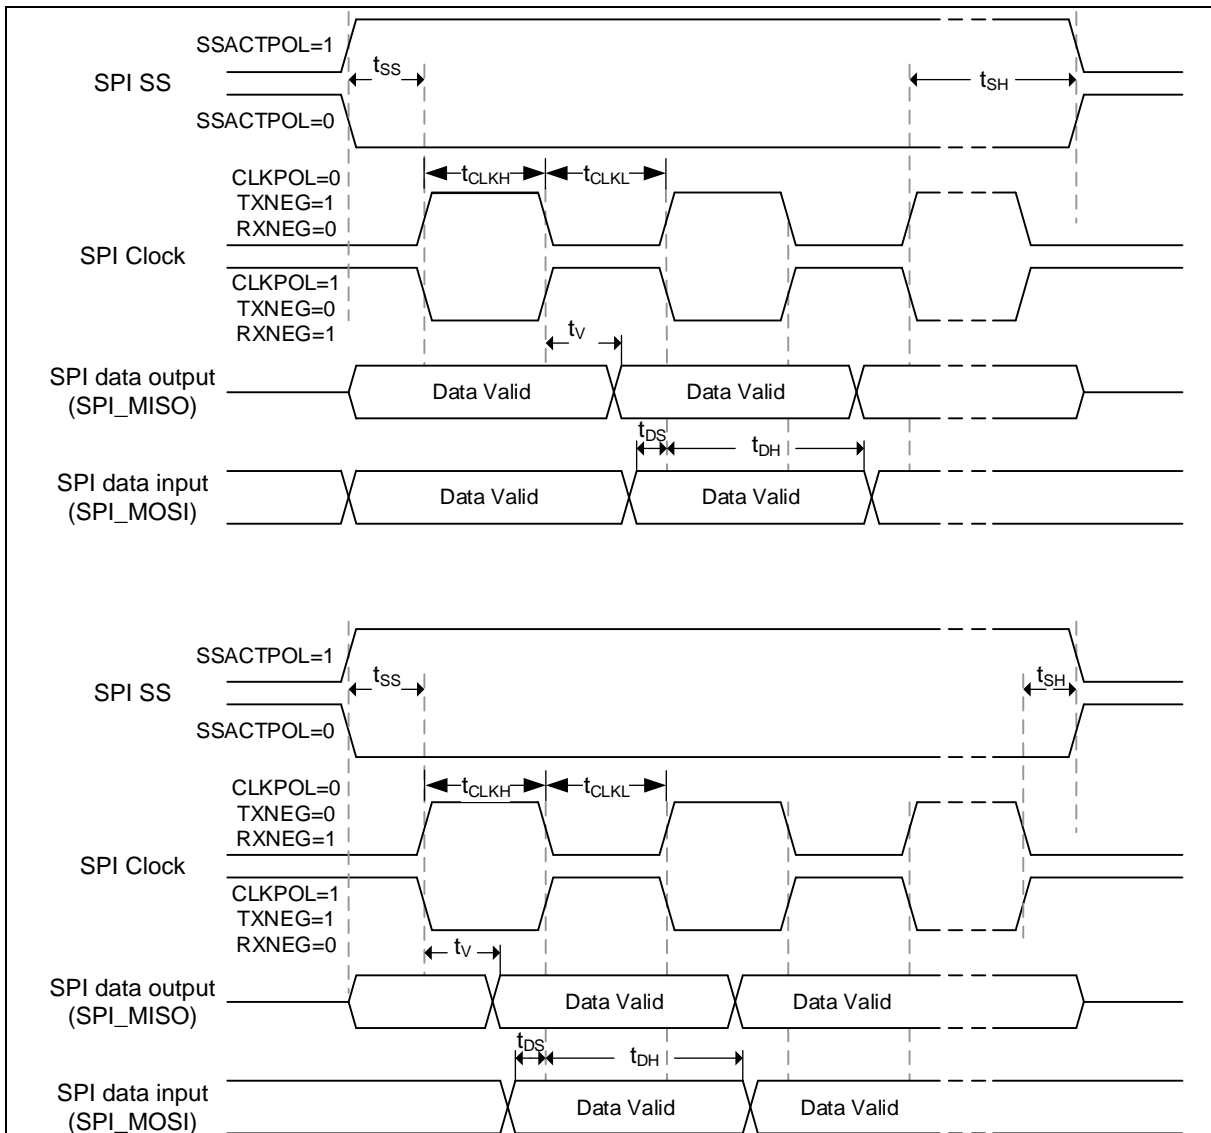 SSACTPOL=1
SPI SS
tSS
tSH
SSACTPOL=0
CLKPOL=0
TXNEG=1
RXNEG=0
tCLKH
tCLKL
SPI Clock
CLKPOL=1
TXNEG=0
RXNEG=1
tV
SPI data output
(SPI_MISO)
Data Valid
Data Valid
tDS
tDH
SPI data input
(SPI_MOSI)
Data Valid
Data Valid
SSACTPOL=1
SPI SS
tSS
tSH
SSACTPOL=0
CLKPOL=0
TXNEG=0
RXNEG=1
tCLKH
tCLKL
SPI Clock
CLKPOL=1
TXNEG=1
RXNEG=0
tV
SPI data output
(SPI_MISO)
Data Valid
Data Valid
tDS
tDH
SPI data input
(SPI_MOSI)
Data Valid
Data Valid